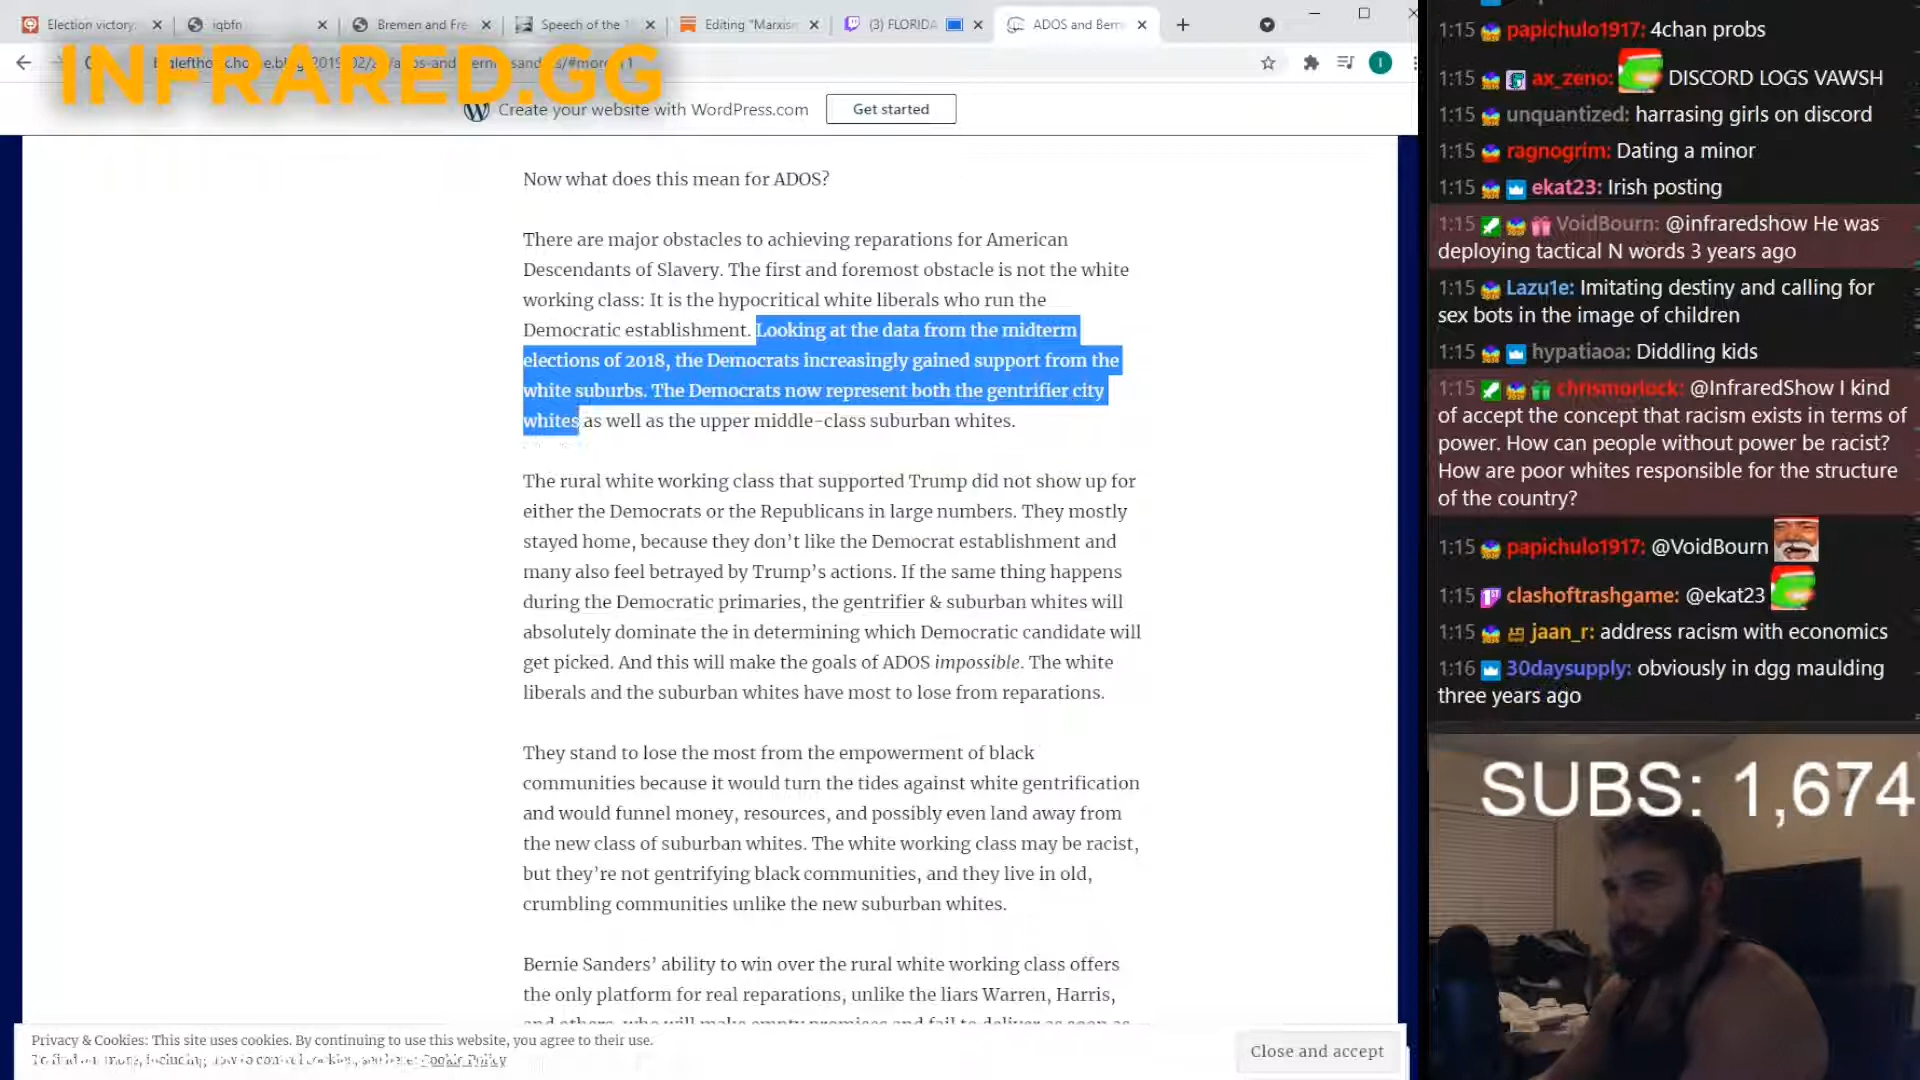 Election victory:
iqbfn
Bremen and Fre
Speech of the 1
Editing "Marxis
(3) FLORIDA
ADOS and Bern
INFRARED.GG
Create your website with WordPress.com
Get started
Now what does this mean for ADOS?
There are major obstacles to achieving reparations for American
Descendants of Slavery. The first and foremost obstacle is not the white
working class: It is the hypocritical white liberals who run the
Democratic establishment. Looking at the data from the midterm
elections of 2018, the Democrats increasingly gained support from the
white suburbs. The Democrats now represent both the gentrifier city
whites as well as the upper middle-class suburban whites.
The rural white working class that supported Trump did not show up for
either the Democrats or the Republicans in large numbers. They mostly
stayed home, because they don’t like the Democrat establishment and
many also feel betrayed by Trump’s actions. If the same thing happens
during the Democratic primaries, the gentrifier & suburban whites will
absolutely dominate the in determining which Democratic candidate will
get picked. And this will make the goals of ADOS impossible. The white
liberals and the suburban whites have most to lose from reparations.
They stand to lose the most from the empowerment of black
communities because it would turn the tides against white gentrification
and would funnel money, resources, and possibly even land away from
the new class of suburban whites. The white working class may be racist,
but they’re not gentrifying black communities, and they live in old,
crumbling communities unlike the new suburban whites.
Bernie Sanders’ ability to win over the rural white working class offers
the only platform for real reparations, unlike the liars Warren, Harris,
Privacy & Cookies: This site uses cookies. By continuing to use this website, you agree to their use.
To find out more, including how to control cookies, see here: Cookie Policy
Close and accept
1:15 papichulo1917: 4chan probs
1:15 ax_zeno: DISCORD LOGS VAWSH
1:15 unquantized: harrasing girls on discord
1:15 ragnogrim: Dating a minor
1:15 ekat23: Irish posting
1:15 VoidBourn: @infraredshow He was
deploying tactical N words 3 years ago
1:15 Lazu1e: Imitating destiny and calling for
sex bots in the image of children
1:15 hypatiaoa: Diddling kids
1:15 chrismorlock: @InfraredShow I kind
of accept the concept that racism exists in terms of
power. How can people without power be racist?
How are poor whites responsible for the structure
of the country?
1:15 papichulo1917: @VoidBourn
1:15 clashoftrashgame: @ekat23
1:15 jaan_r: address racism with economics
1:16 30daysupply: obviously in dgg maulding
three years ago
SUBS: 1,674